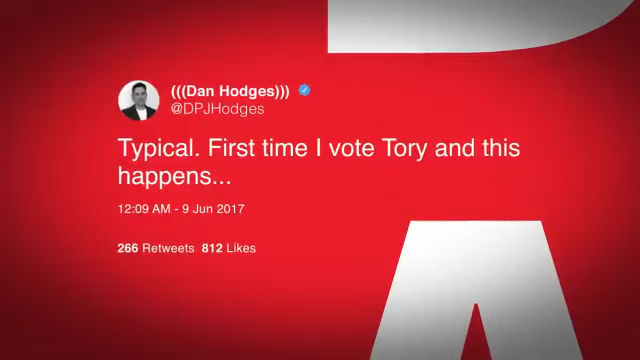 (((Dan Hodges)))
@DPJHodges
Typical. First time I vote Tory and this
happens...
12:09 AM - 9 Jun 2017
266 Retweets 812 Likes